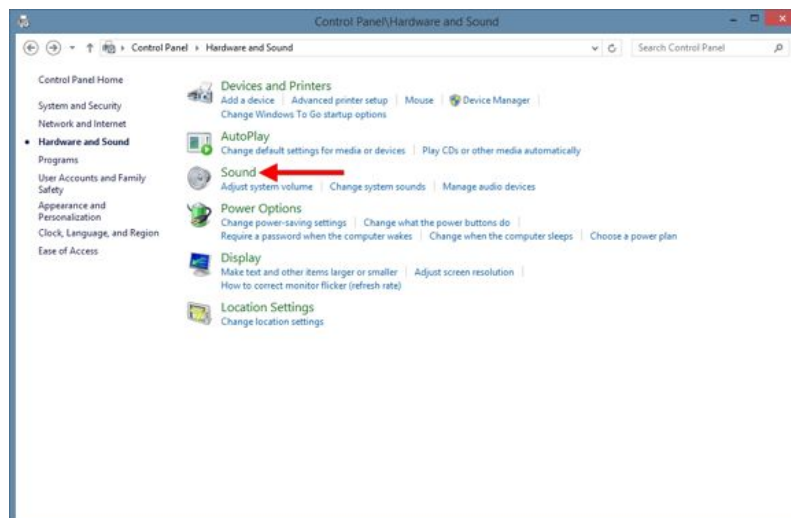 Control Panel\Hardware and Sound
Control Panel Hardware and Sound
Search Control Panel
Control Panel Home
System and Security
Network and Internet
Hardware and Sound
Programs
User Accounts and Family
Safety
Appearance and
Personalization
Clock, Language, and Region
Ease of Access
Devices and Printers
Add a device Advanced printer setup Mouse Device Manager
Change Windows To Go startup options
AutoPlay
Change default settings for media or devices Play CDs or other media automatically
Sound
Adjust system volume Change system sounds Manage audio devices
Power Options
Change power-saving settings Change what the power buttons do
Require a password when the computer wakes Change when the computer sleeps Choose a power plan
Display
Make text and other items larger or smaller Adjust screen resolution
How to correct monitor flicker (refresh rate)
Location Settings
Change location settings